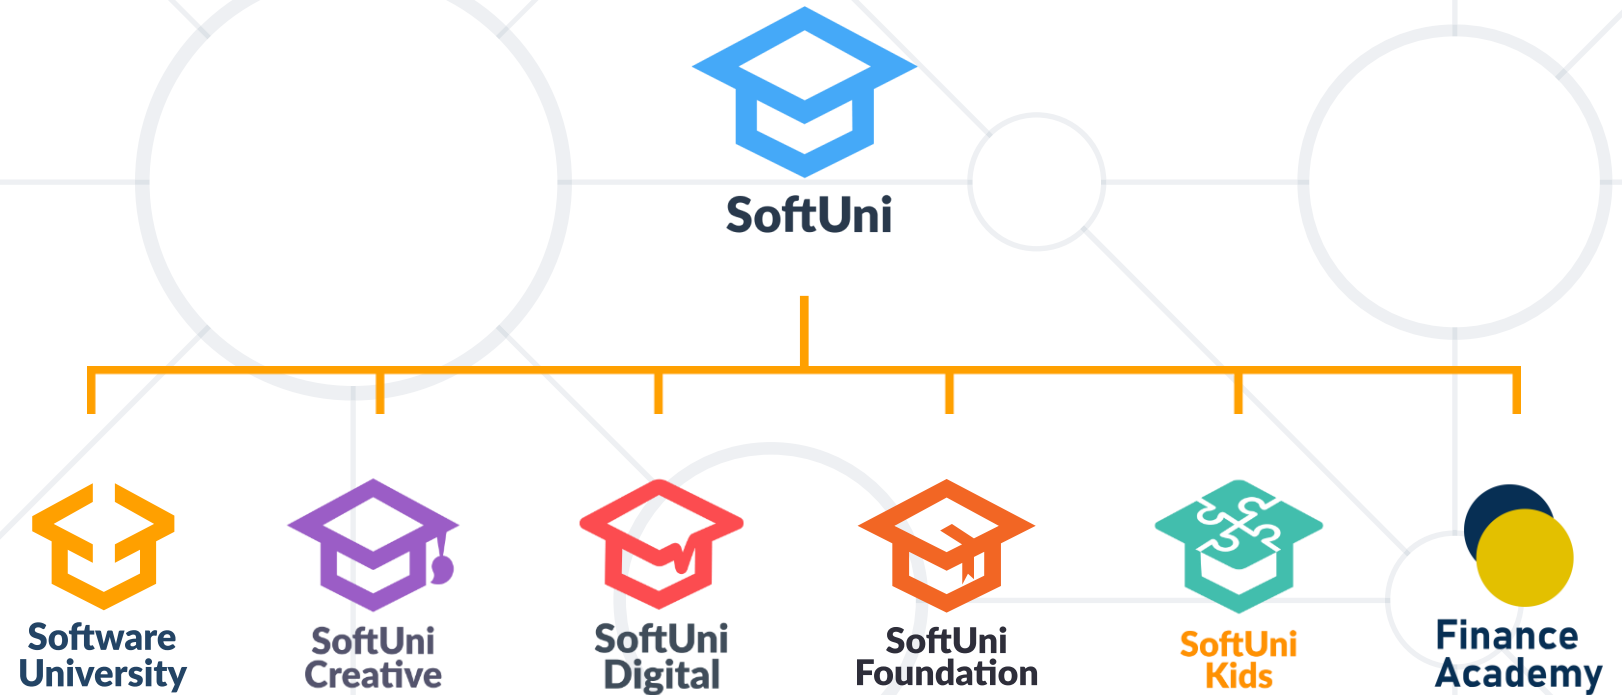 SoftUni
Software
University
SoftUni
Creative
SoftUni
Digital
SoftUni
Foundation
SoftUni
Kids
Finance
Academy